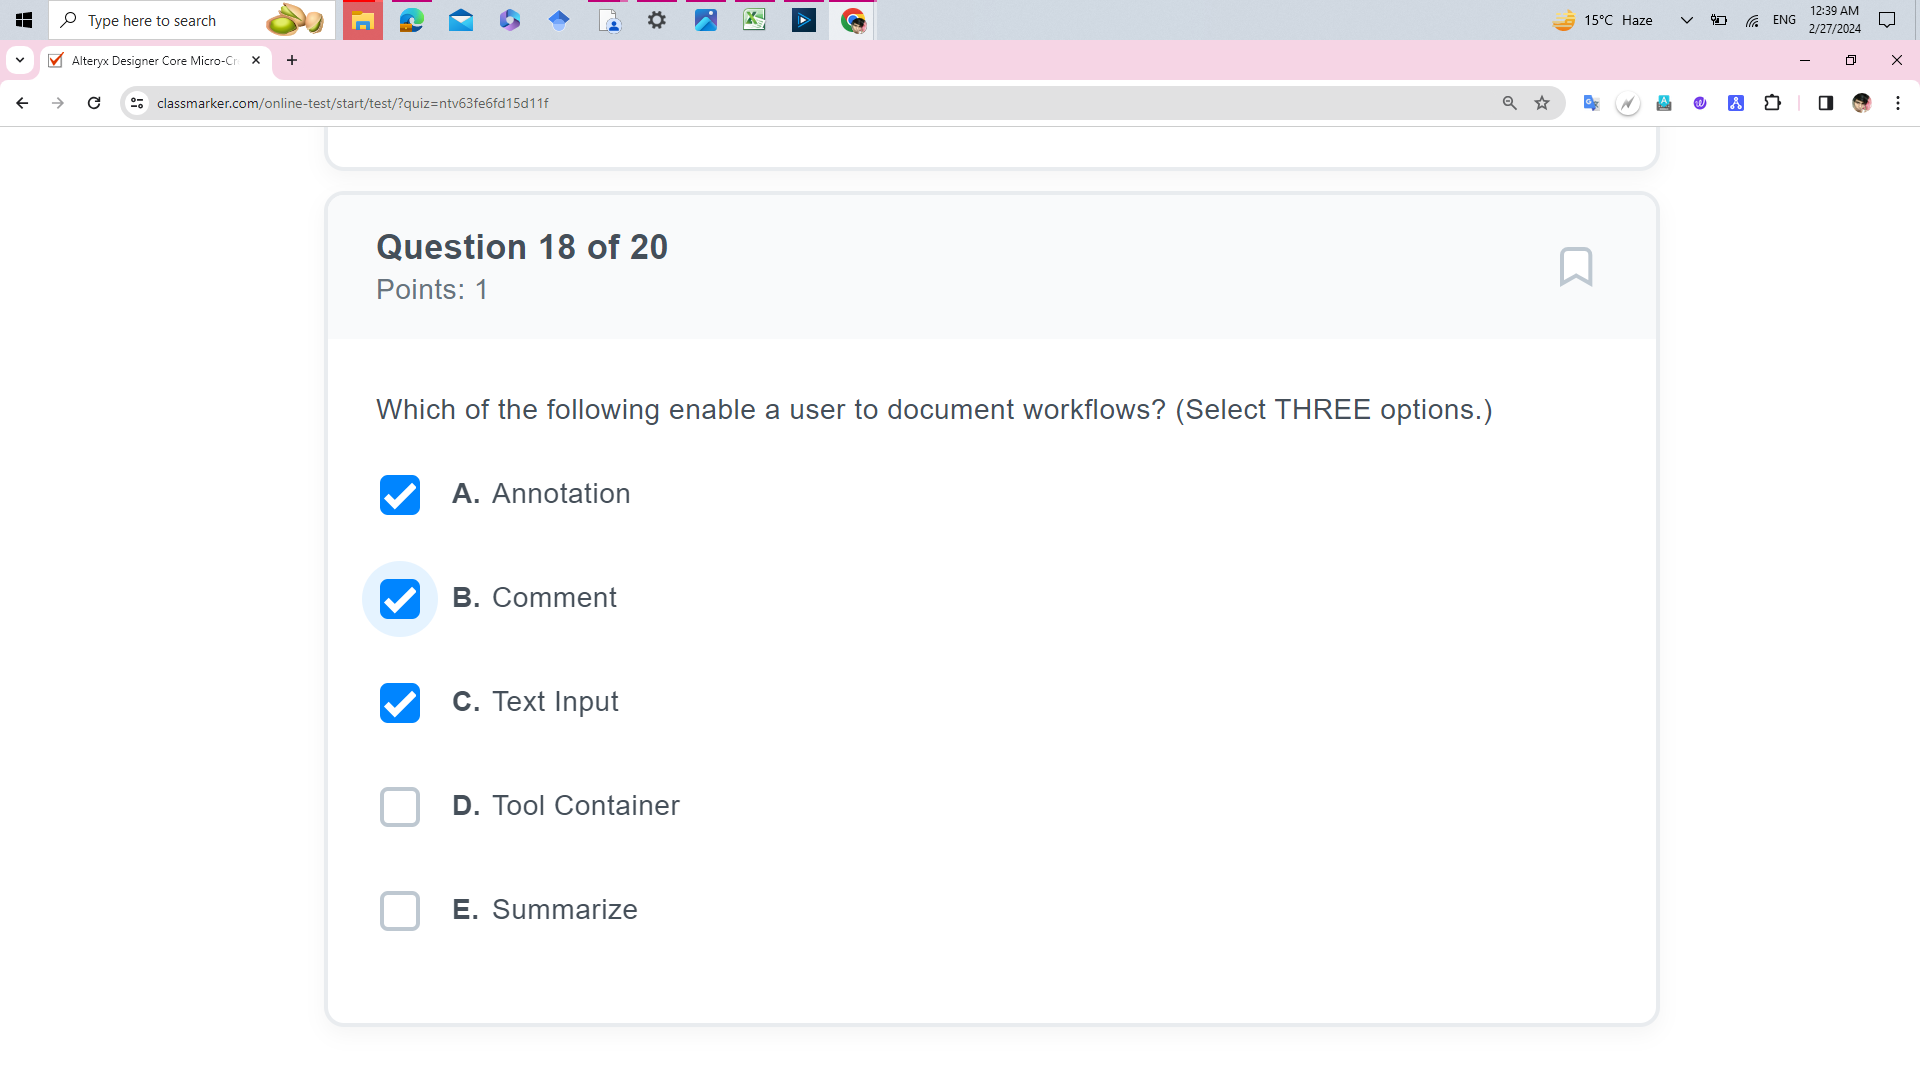 Type here to search
15°C Haze
ENG
12:39 AM
2/27/2024
Alteryx Designer Core Micro-Cr
classmarker.com/online-test/start/test/?quiz=ntv63fe6fd15d11f
Question 18 of 20
Points: 1
Which of the following enable a user to document workflows? (Select THREE options.)
A. Annotation
B. Comment
C. Text Input
D. Tool Container
E. Summarize